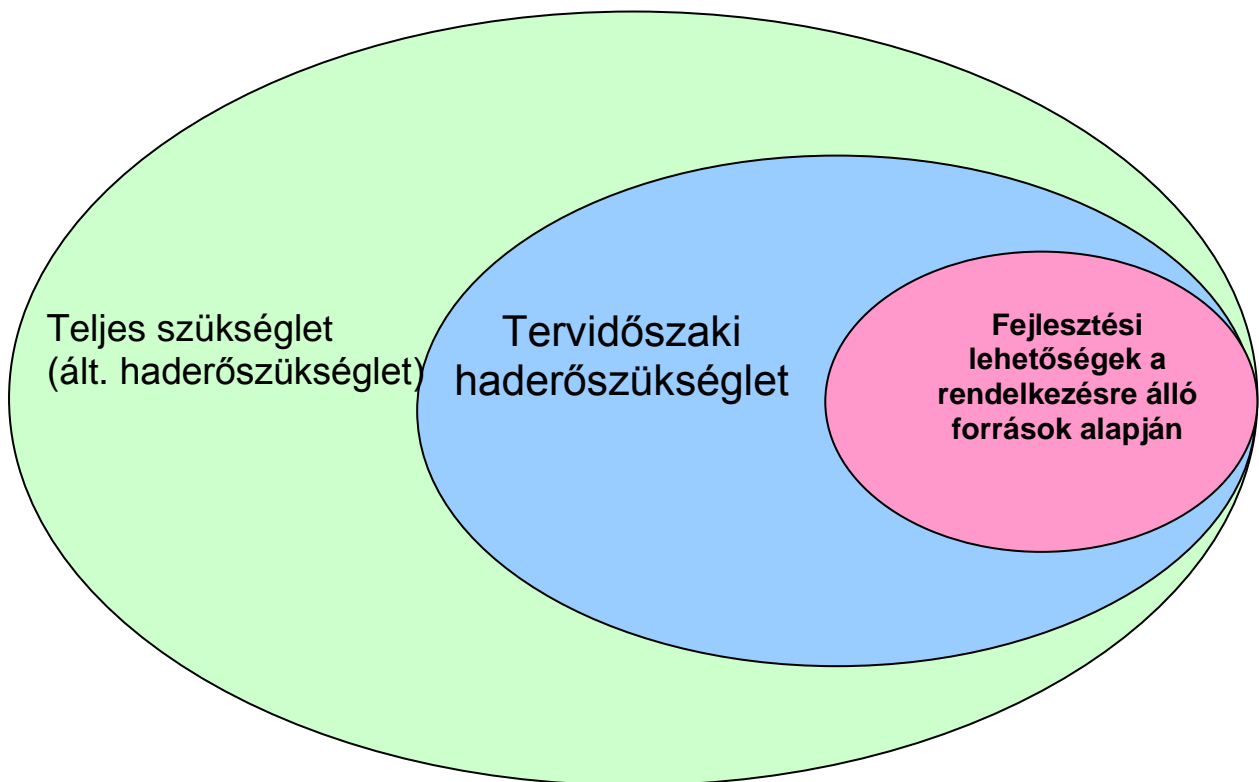 Teljes szükséglet
(ált. haderőszükséglet)
Tervidőszaki
haderőszükséglet
Fejlesztési
lehetőségek a
rendelkezésre álló
források alapján